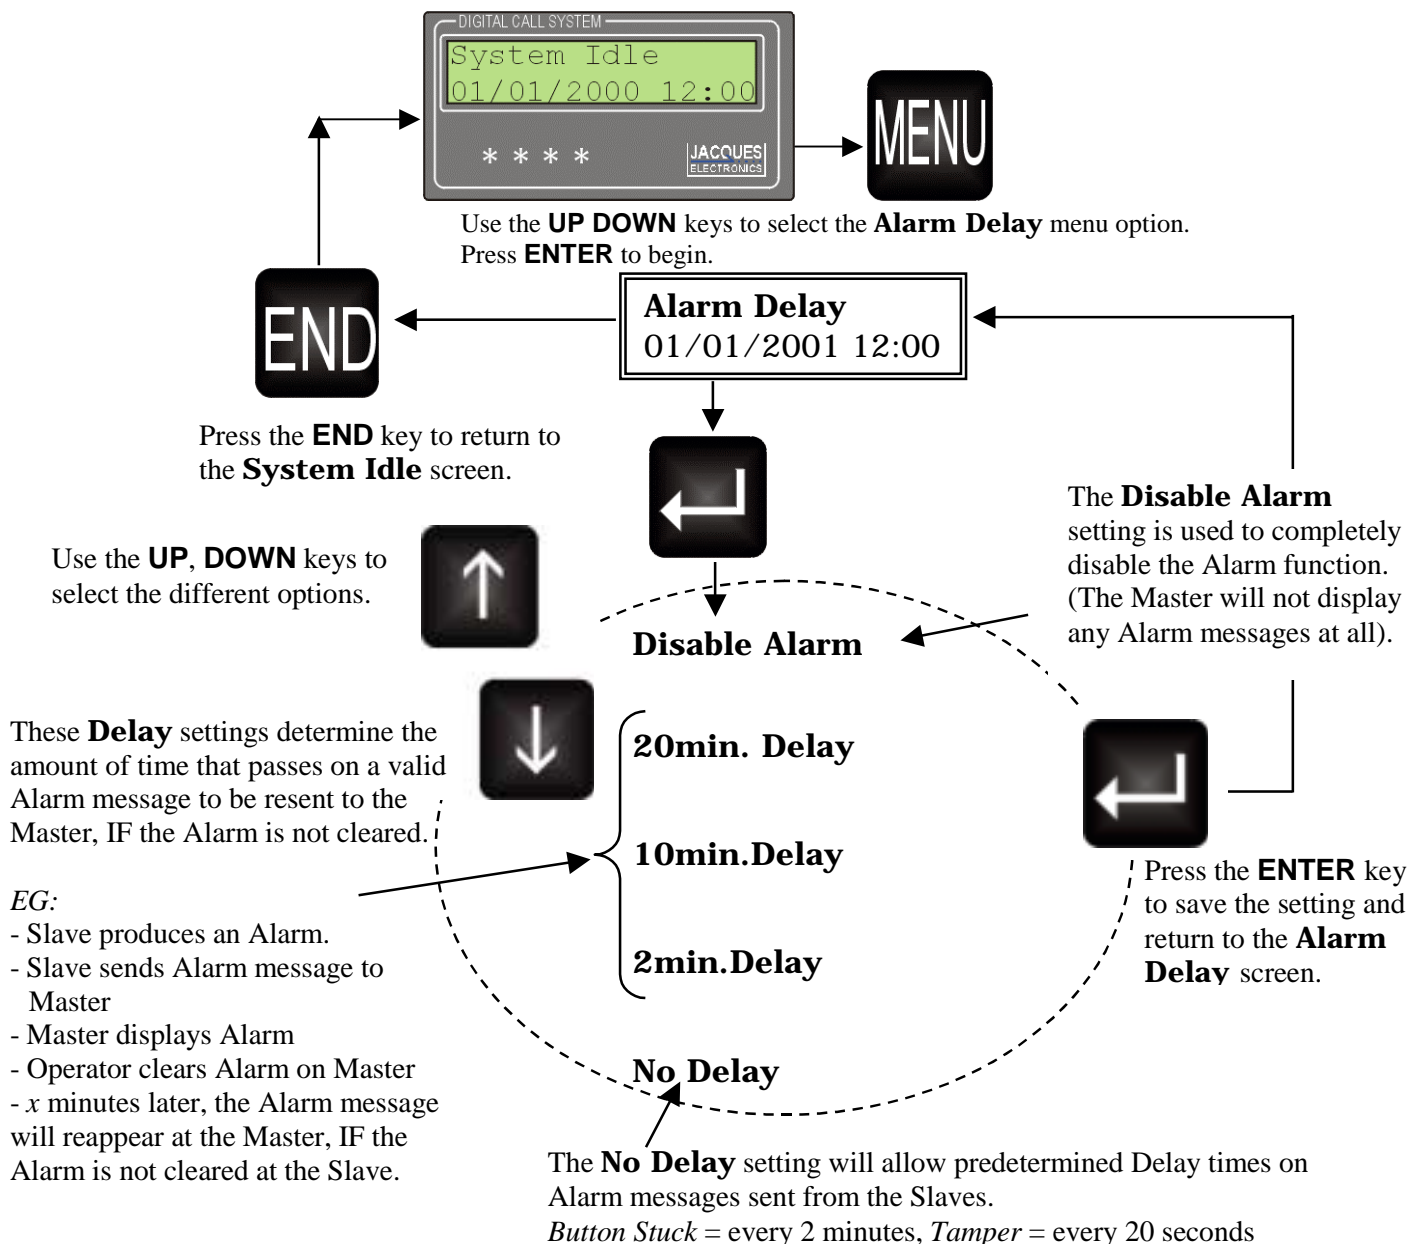 DIGITAL CALL SYSTEM
System Idle
01/01/2000 12:00
* * * *
JACQUES
ELECTRONICS
MENU
Use the UP DOWN keys to select the Alarm Delay menu option.
Press ENTER to begin.
END
Alarm Delay
01/01/2001 12:00
Press the END key to return to
the System Idle screen.
Use the UP, DOWN keys to
select the different options.
The Disable Alarm
setting is used to completely
disable the Alarm function.
(The Master will not display
any Alarm messages at all).
Disable Alarm
These Delay settings determine the
amount of time that passes on a valid
Alarm message to be resent to the
Master, IF the Alarm is not cleared.
20min. Delay
10min.Delay
2min.Delay
No Delay
EG:
- Slave produces an Alarm.
- Slave sends Alarm message to
Master
- Master displays Alarm
- Operator clears Alarm on Master
- x minutes later, the Alarm message
will reappear at the Master, IF the
Alarm is not cleared at the Slave.
Press the ENTER key
to save the setting and
return to the Alarm
Delay screen.
The No Delay setting will allow predetermined Delay times on
Alarm messages sent from the Slaves.
Button Stuck = every 2 minutes, Tamper = every 20 seconds